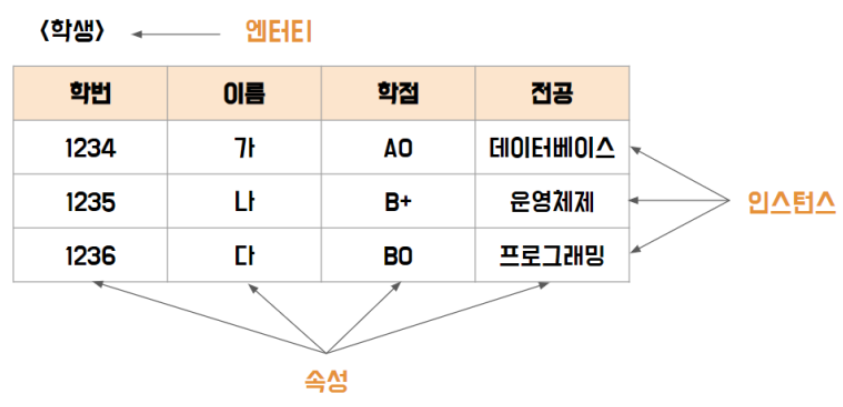 <학생> 엔터티
학번 이름 학점 전공
1234 가 A0 데이터베이스
1235 나 B+ 운영체제
1236 다 B0 프로그래밍
인스턴스
속성